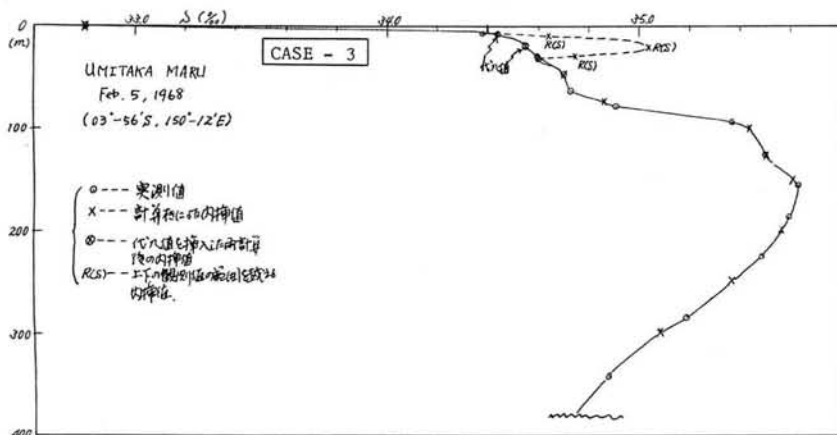 S (‰)
0 33.0 34.0 35.0
(m)
CASE - 3
UMITAKA MARU
Feb. 5, 1968
(03°-56'S, 150°-12'E)
R(S)
R(S)
R(S)
代入値
100
o --- 実測値
x --- 計算機による内挿値
⊗ --- 代入値を挿入した再計算
後の内挿値
R(S) --- 上下の観測値の範囲を越える
内挿値.
200
300
400